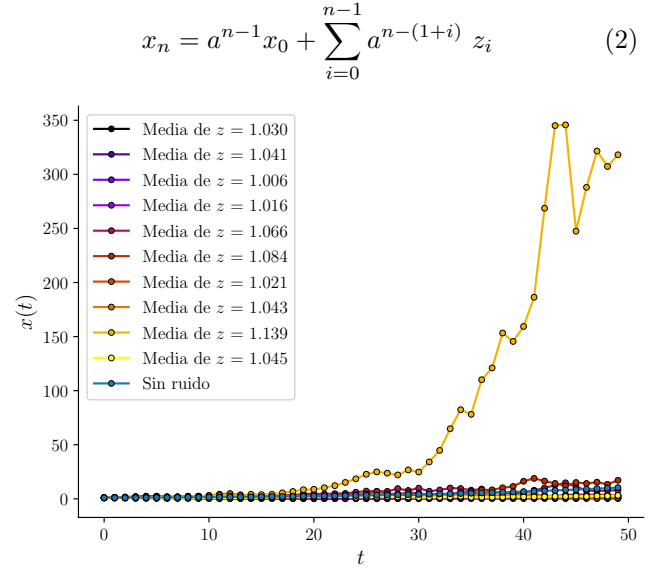 x_n = a^{n-1}x_0 + \sum_{i=0}^{n-1} a^{n-(1+i)} z_i (2)
350
300
250
200
150
100
50
0
x(t)
Media de z = 1.030
Media de z = 1.041
Media de z = 1.006
Media de z = 1.016
Media de z = 1.066
Media de z = 1.084
Media de z = 1.021
Media de z = 1.043
Media de z = 1.139
Media de z = 1.045
Sin ruido
0 10 20 30 40 50
t